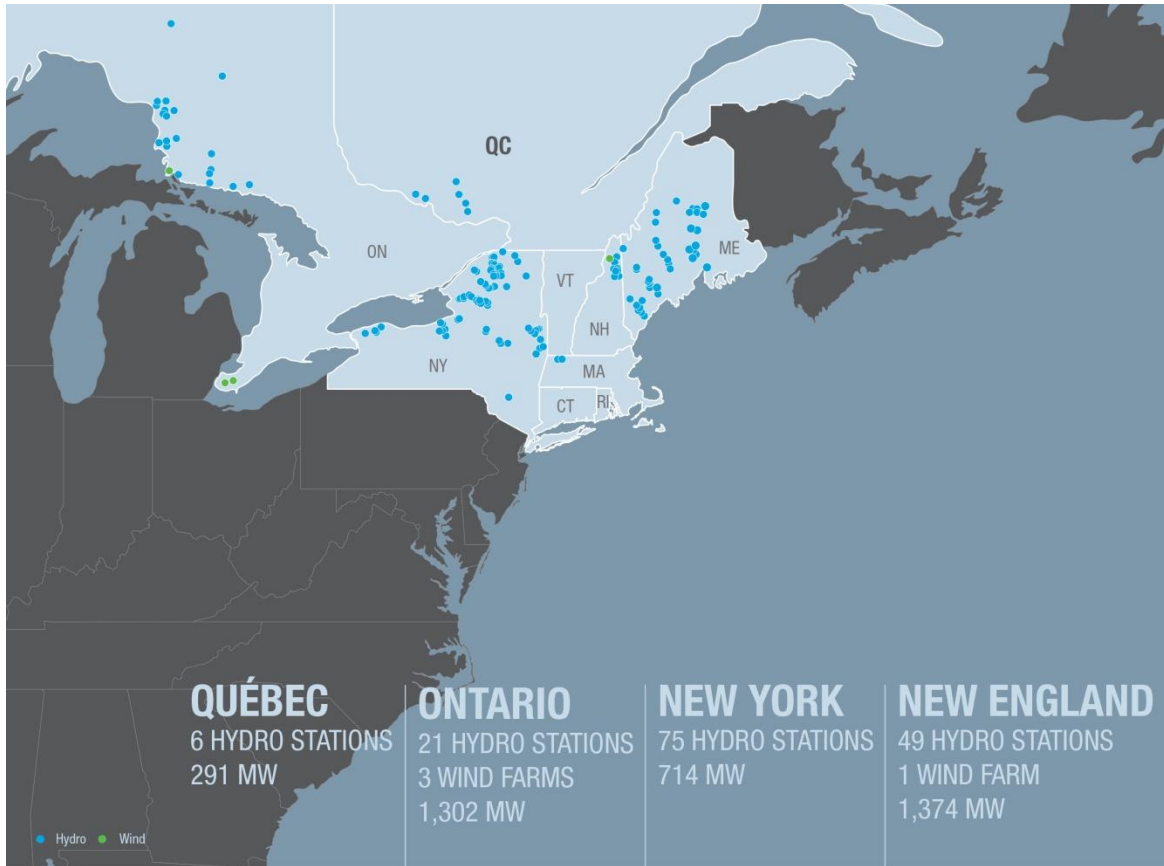 QC
ON
ME
VT
NH
NY
MA
CT
RI
QUÉBEC
6 HYDRO STATIONS
291 MW
ONTARIO
21 HYDRO STATIONS
3 WIND FARMS
1,302 MW
NEW YORK
75 HYDRO STATIONS
714 MW
NEW ENGLAND
49 HYDRO STATIONS
1 WIND FARM
1,374 MW
Hydro
Wind